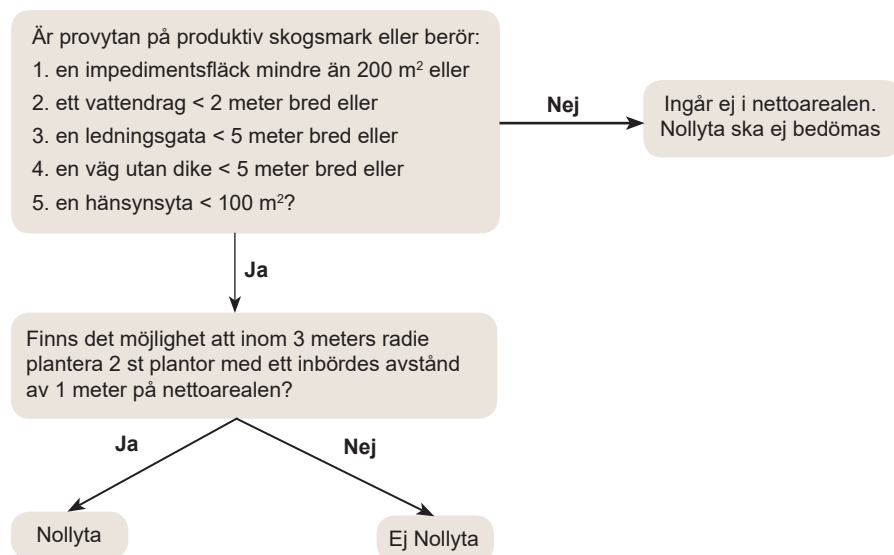 Är provytan på produktiv skogsmark eller berör:
1. en impedimentsfläck mindre än 200 m² eller
2. ett vattendrag < 2 meter bred eller
3. en ledningsgata < 5 meter bred eller
4. en väg utan dike < 5 meter bred eller
5. en hänsynsyta < 100 m²?
Nej
Ingår ej i nettoarealen.
Nollyta ska ej bedömas
Ja
Finns det möjlighet att inom 3 meters radie
plantera 2 st plantor med ett inbördes avstånd
av 1 meter på nettoarealen?
Ja
Nej
Nollyta
Ej Nollyta